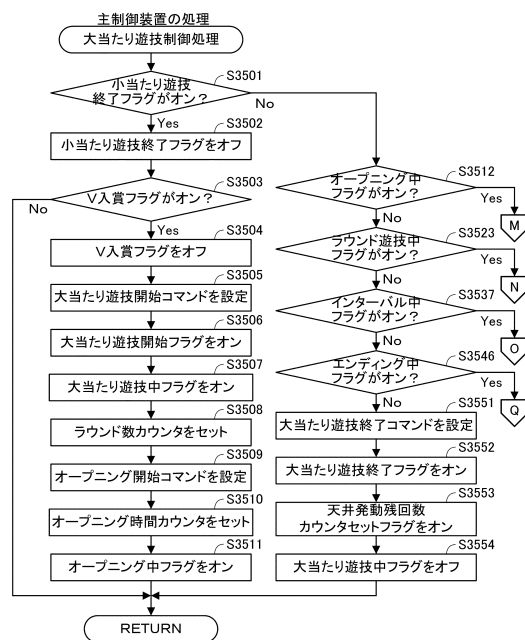 主制御装置の処理
大当たり遊技制御処理
S3501
小当たり遊技
終了フラグがオン？
No
Yes
S3502
小当たり遊技終了フラグをオフ
S3503
V入賞フラグがオン？
No
Yes
S3504
V入賞フラグをオフ
S3505
大当たり遊技開始コマンドを設定
S3506
大当たり遊技開始フラグをオン
S3507
大当たり遊技中フラグをオン
S3508
ラウンド数カウンタをセット
S3509
オープニング開始コマンドを設定
S3510
オープニング時間カウンタをセット
S3511
オープニング中フラグをオン
S3512
オープニング中
フラグがオン？
Yes
M
No
S3523
ラウンド遊技中
フラグがオン？
Yes
N
No
S3537
インターバル中
フラグがオン？
Yes
O
No
S3546
エンディング中
フラグがオン？
Yes
Q
No
S3551
大当たり遊技終了コマンドを設定
S3552
大当たり遊技終了フラグをオン
S3553
天井発動残回数
カウンタセットフラグをオン
S3554
大当たり遊技中フラグをオフ
RETURN